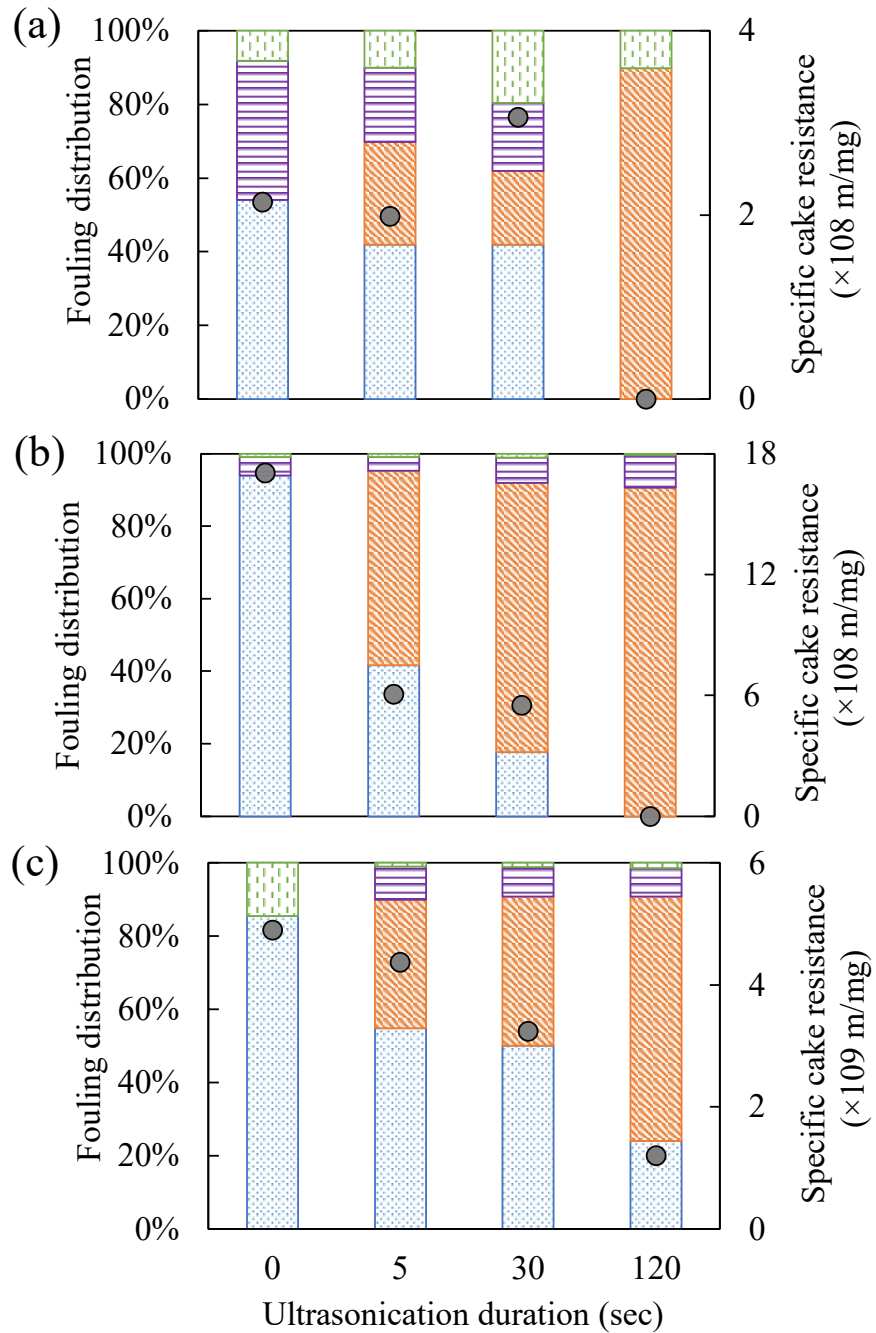 (a)
100%
80%
60%
40%
20%
0%
Fouling distribution
4
2
0
Specific cake resistance
(×108 m/mg)
(b)
100%
80%
60%
40%
20%
0%
Fouling distribution
18
12
6
0
Specific cake resistance
(×108 m/mg)
(c)
100%
80%
60%
40%
20%
0%
Fouling distribution
6
4
2
0
Specific cake resistance
(×109 m/mg)
0 5 30 120
Ultrasonication duration (sec)